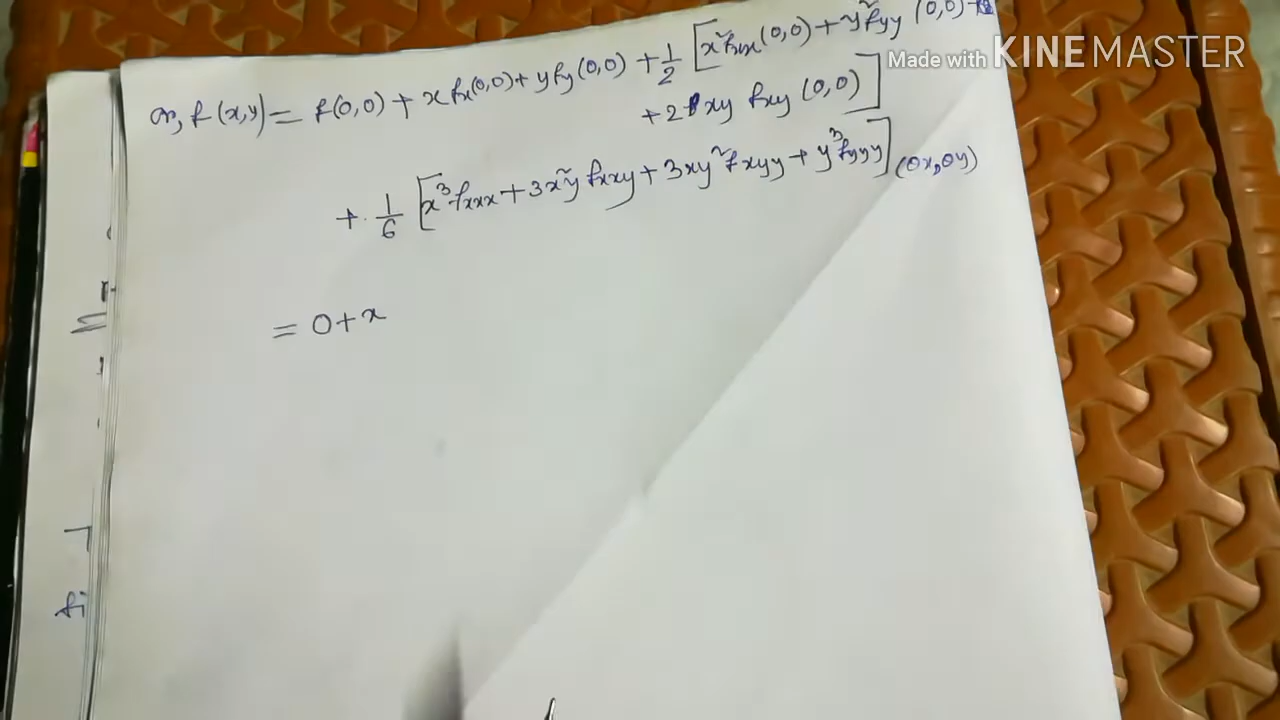 or, f(x,y) = f(0,0) + x fx(0,0) + y fy(0,0) + 1/2 [x² fxx(0,0) + y² fyy (0,0)
+ 2 xy fxy (0,0)]
+ 1/6 [x³ fxxx + 3x²y fxxy + 3xy² fxyy + y³ fyyy] (θx, θy)
= 0 + x
fi
Made with KINEMASTER